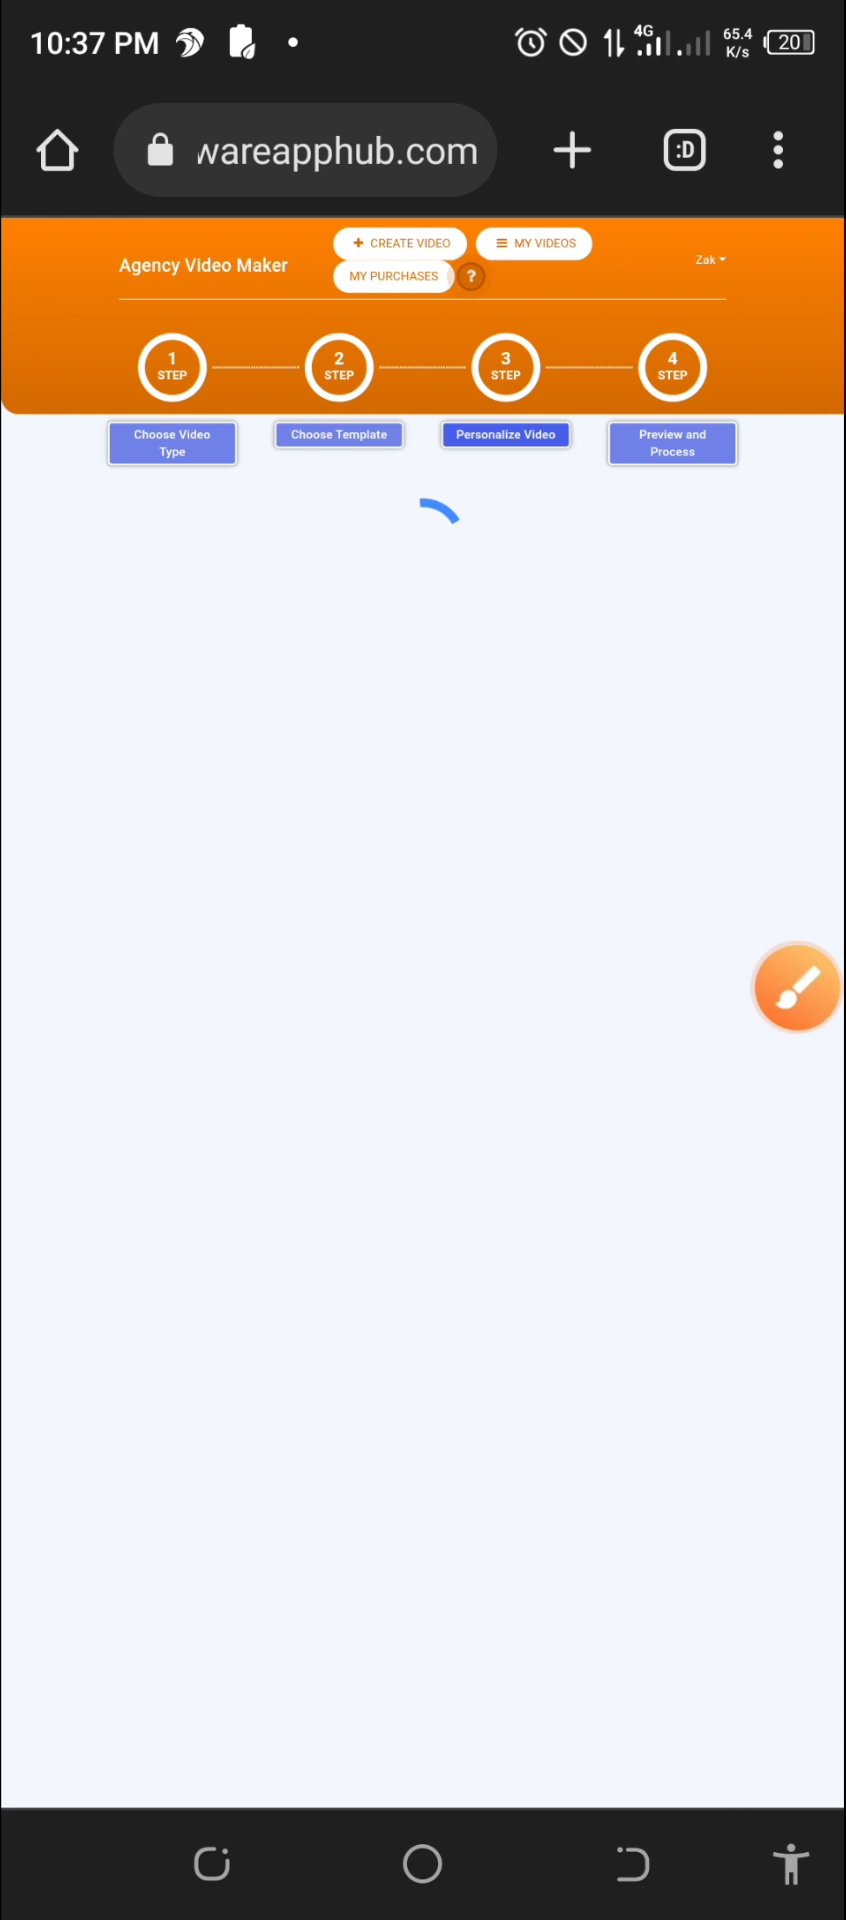 10:37 PM
4G
65.4
K/s
20
wareapphub.com
:D
CREATE VIDEO
MY VIDEOS
Agency Video Maker
Zak
MY PURCHASES
?
1
STEP
2
STEP
3
STEP
4
STEP
Choose Video
Type
Choose Template
Personalize Video
Preview and
Process